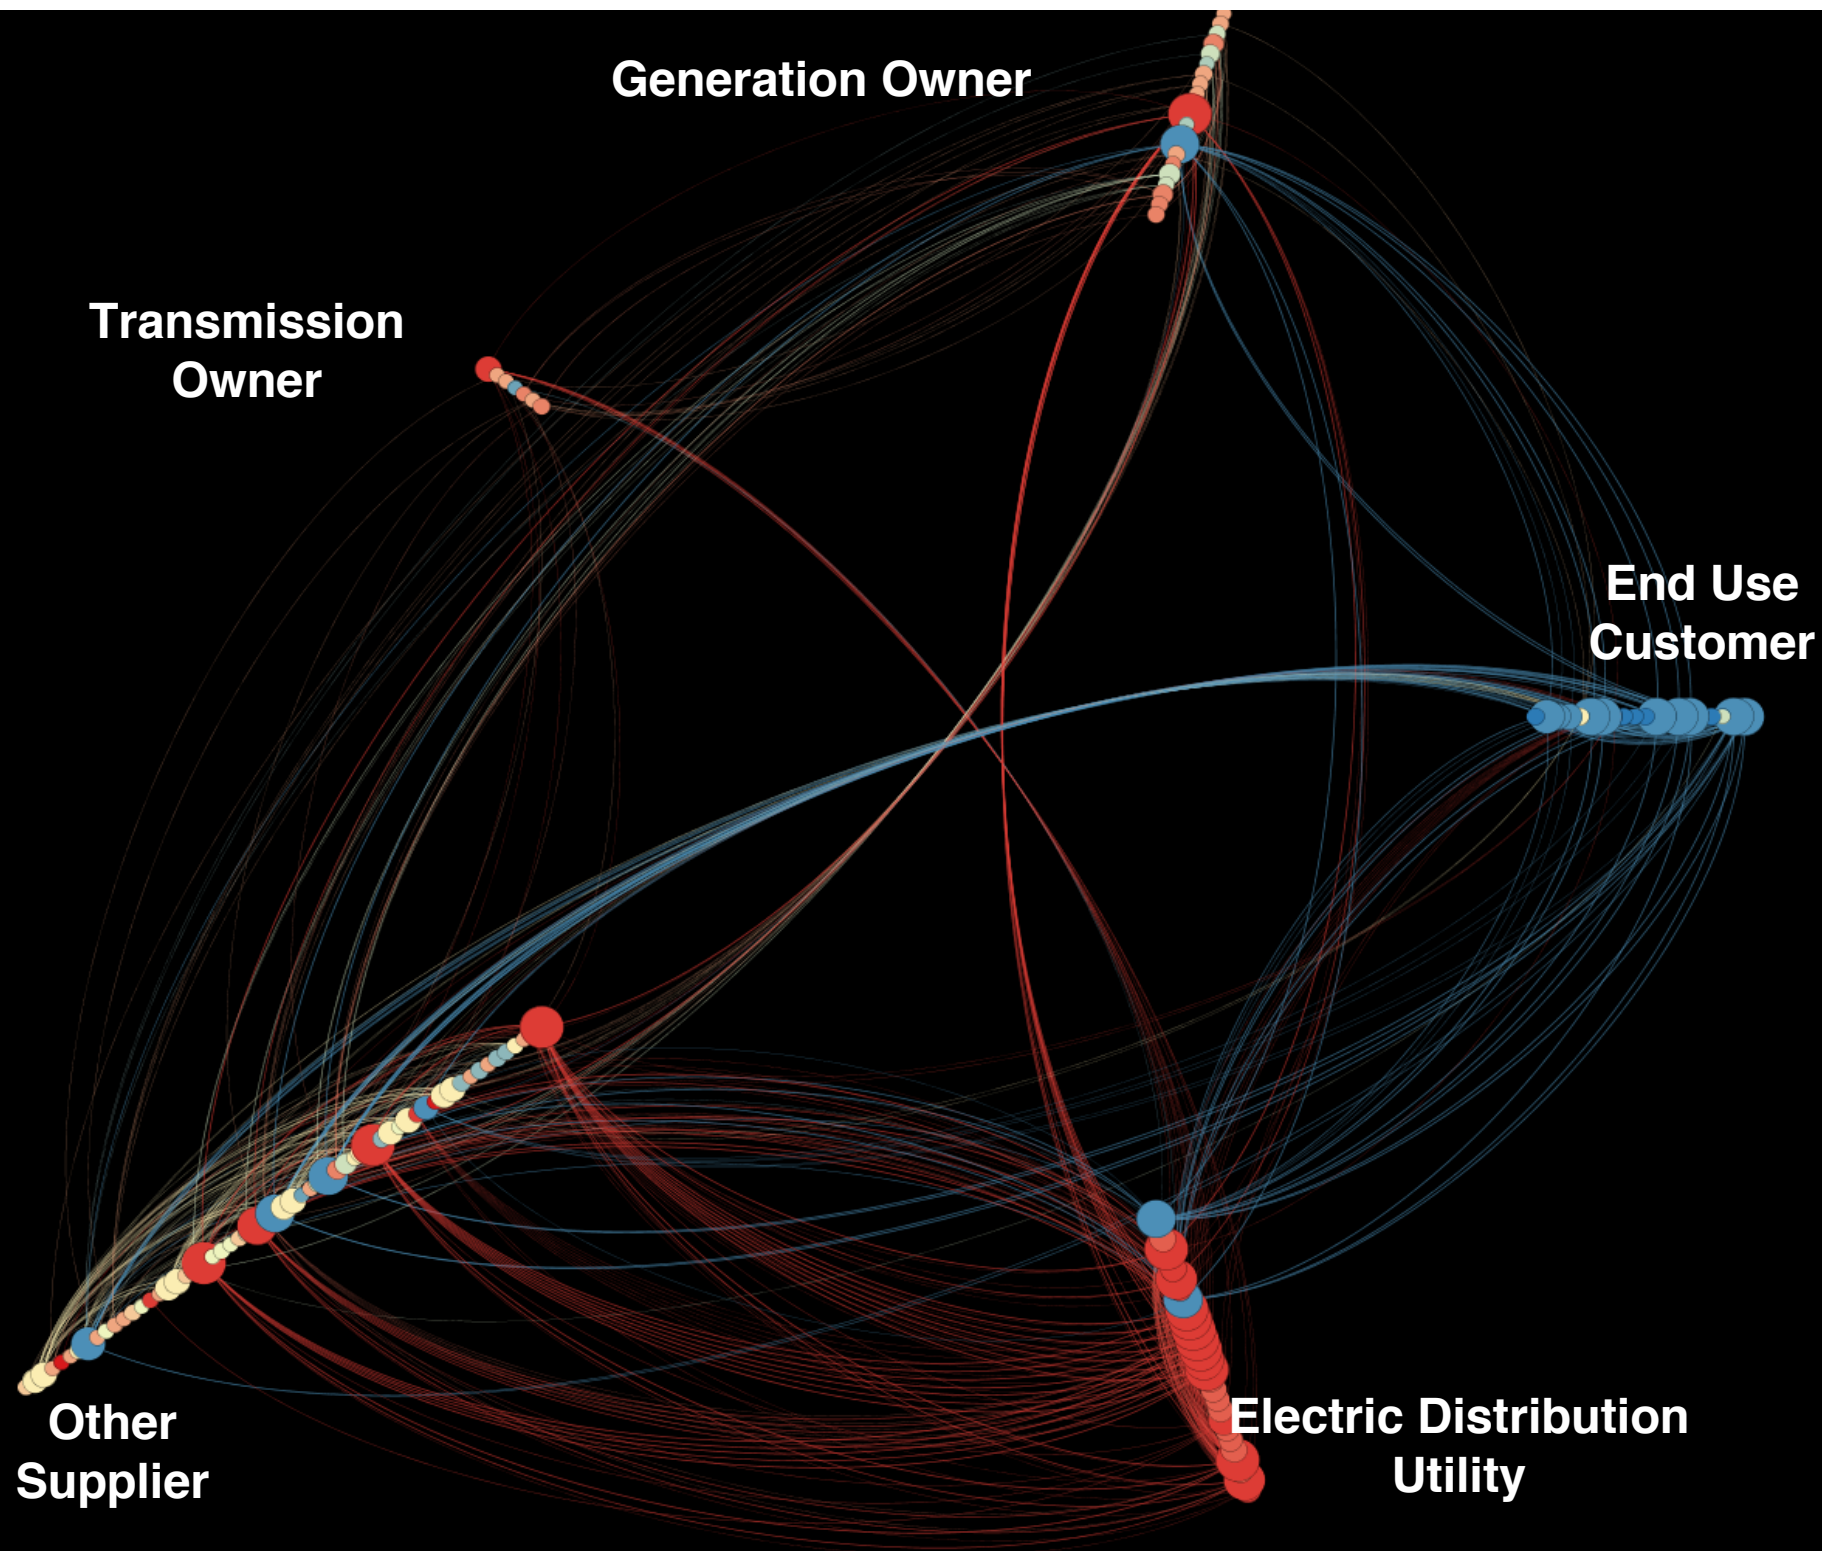 Generation Owner
Transmission
Owner
End Use
Customer
Other
Supplier
Electric Distribution
Utility